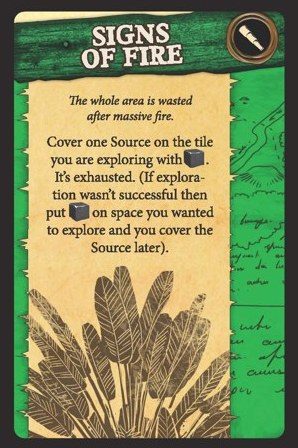 SIGNS
OF FIRE
The whole area is wasted
after massive fire.
Cover one Source on the tile
you are exploring with .
It's exhausted. (If explora-
tion wasn't successful then
put on space you wanted
to explore and you cover the
Source later).